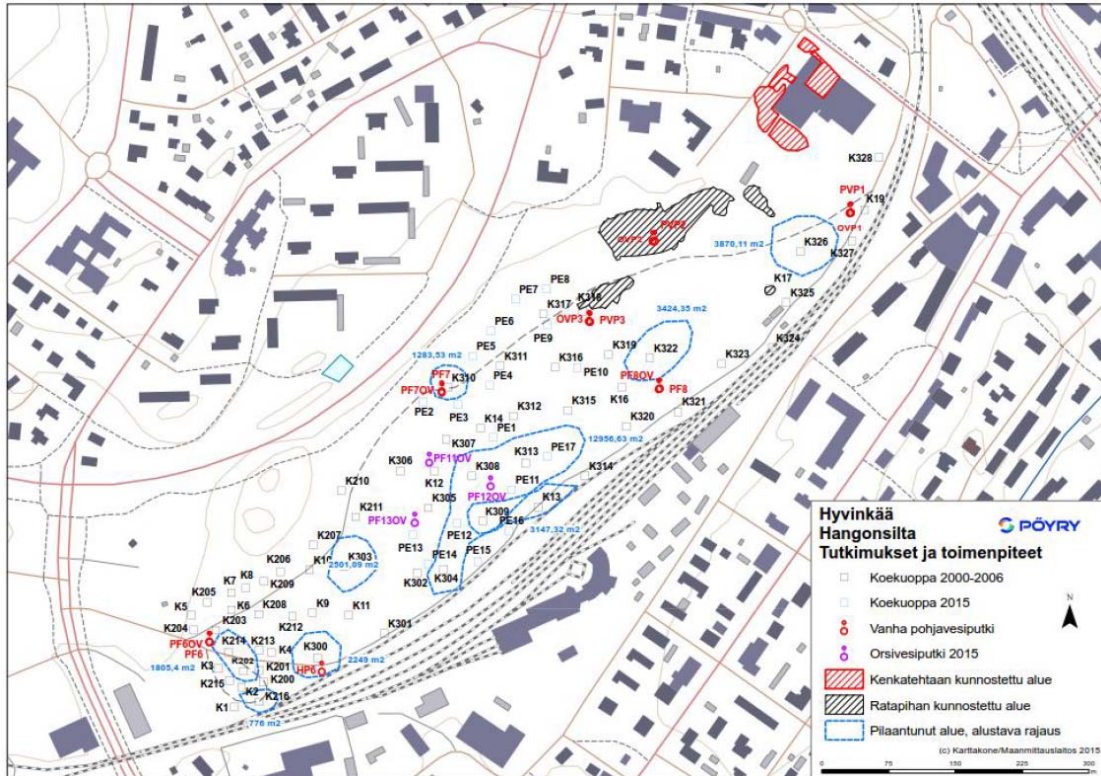 K328
PVP1
K19
PVP2
OVP2
OVP1
3870,11 m2
K326
K327
K17
PE8
PE7
K325
K317
K318
OVP3
PVP3
3424,35 m2
PE6
K324
PE9
PE5
K319
1283,53 m2
K322
K311
K316
K323
PF7
K310
PE10
PF8OV
PF7OV
PE4
PF8
K16
PE2
PE3
K312
K315
K321
K14
PE1
K320
12956,63 m2
K307
K313
PE17
K306
PF11OV
K308
K314
K12
K210
PE11
PF12OV
K305
K13
K211
K309
PF13OV
PE16
PE12
3147,32 m2
K207
PE13
K206
K10
K303
PE14
PE15
2501,09 m2
K8
K209
K302
K304
K7
K205
K5
K6
K208
K9
K11
K204
K203
K212
K301
PF6OV
K214
K213
K4
K300
PF6
1805,4 m2
K3
K202
K201
2249 m2
HP6
K215
K200
K2
K216
K1
776 m2
Hyvinkää
Hangonsilta
PÖYRY
Tutkimukset ja toimenpiteet
Koekuoppa 2000-2006
Koekuoppa 2015
N
Vanha pohjavesiputki
Orsivesiputki 2015
Kenkatehtaan kunnostettu alue
Ratapihan kunnostettu alue
Pilaantunut alue, alustava rajaus
(c) Karttakone/Maanmittauslaitos 2015
0 75 150 225 300